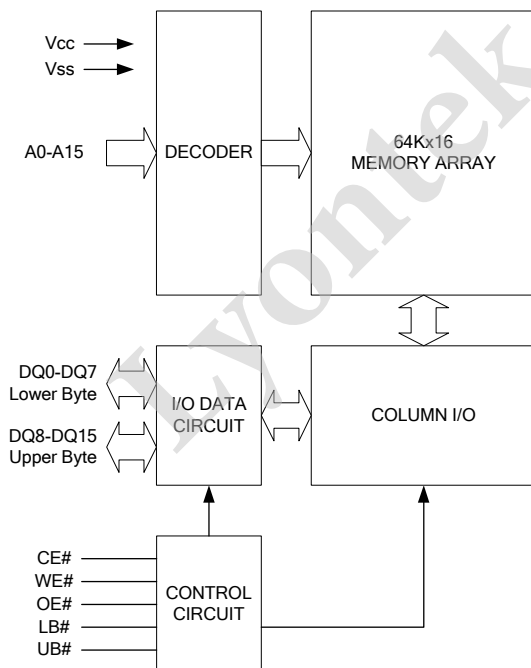 Vcc
Vss
A0-A15
DECODER
64Kx16
MEMORY ARRAY
DQ0-DQ7
Lower Byte
DQ8-DQ15
Upper Byte
I/O DATA
CIRCUIT
COLUMN I/O
CE#
WE#
OE#
LB#
UB#
CONTROL
CIRCUIT
Lyontek